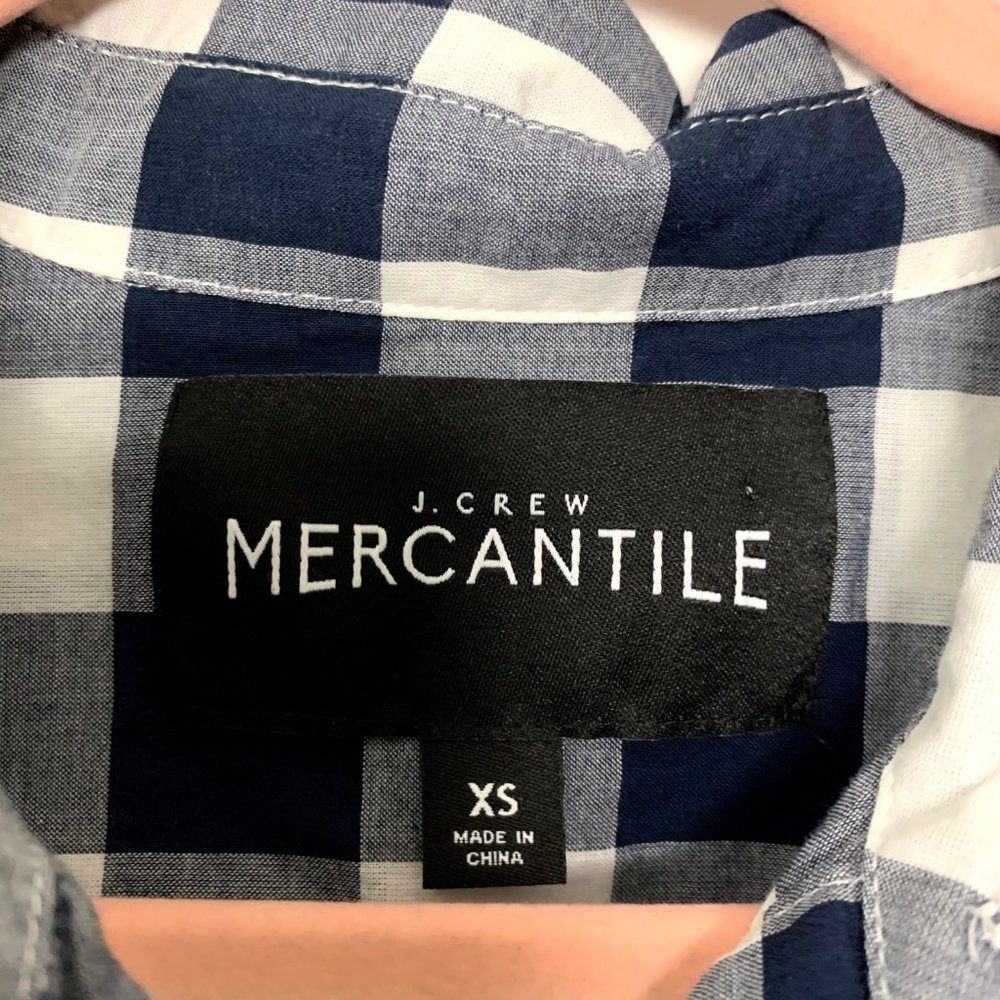 J. CREW
MERCANTILE
XS
MADE IN
CHINA